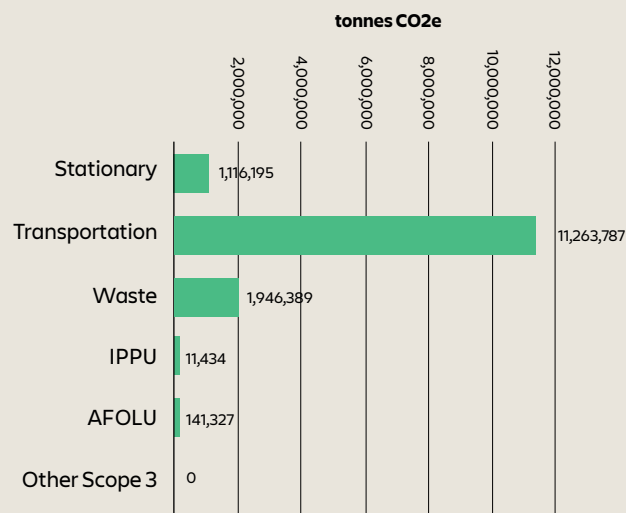 tonnes CO2e
2,000,000
4,000,000
6,000,000
8,000,000
10,000,000
12,000,000
Stationary 1,116,195
Transportation 11,263,787
Waste 1,946,389
IPPU 11,434
AFOLU 141,327
Other Scope 3 0